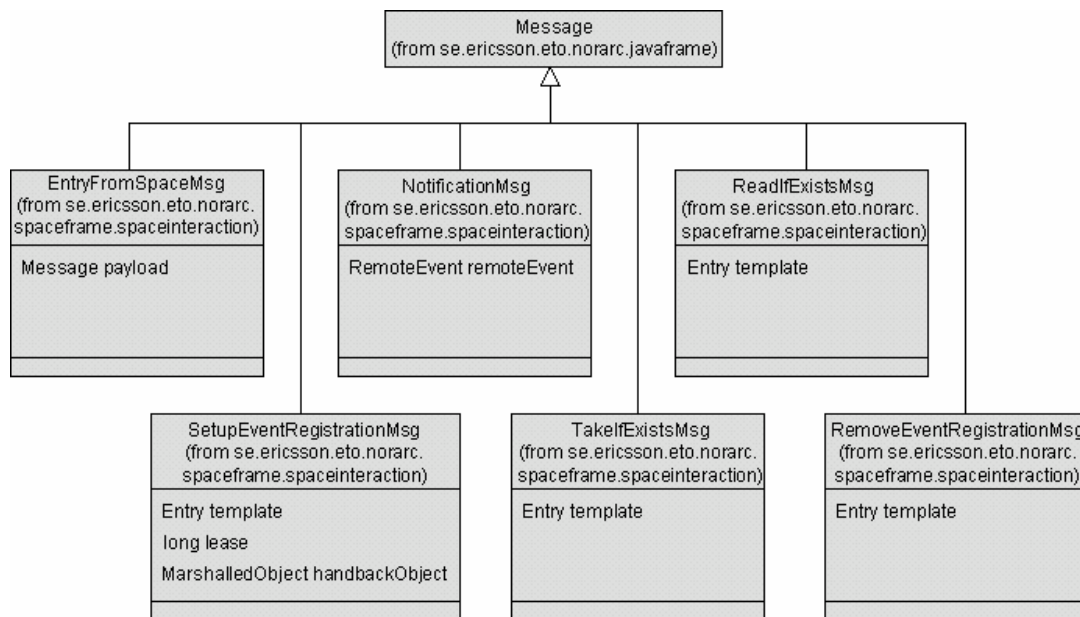 Message
(from se.ericsson.eto.norarc.javaframe)
EntryFromSpaceMsg
(from se.ericsson.eto.norarc.
spaceframe.spaceinteraction)
Message payload
NotificationMsg
(from se.ericsson.eto.norarc.
spaceframe.spaceinteraction)
RemoteEvent remoteEvent
ReadIfExistsMsg
(from se.ericsson.eto.norarc.
spaceframe.spaceinteraction)
Entry template
SetupEventRegistrationMsg
(from se.ericsson.eto.norarc.
spaceframe.spaceinteraction)
Entry template
long lease
MarshalledObject handbackObject
TakeIfExistsMsg
(from se.ericsson.eto.norarc.
spaceframe.spaceinteraction)
Entry template
RemoveEventRegistrationMsg
(from se.ericsson.eto.norarc.
spaceframe.spaceinteraction)
Entry template